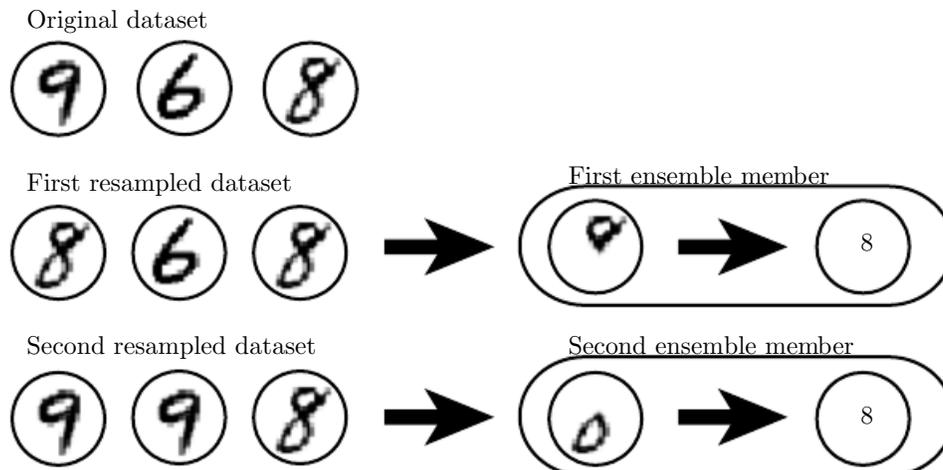 Original dataset
9 6 8
First resampled dataset
First ensemble member
8 6 8
8
Second resampled dataset
Second ensemble member
9 9 8
8